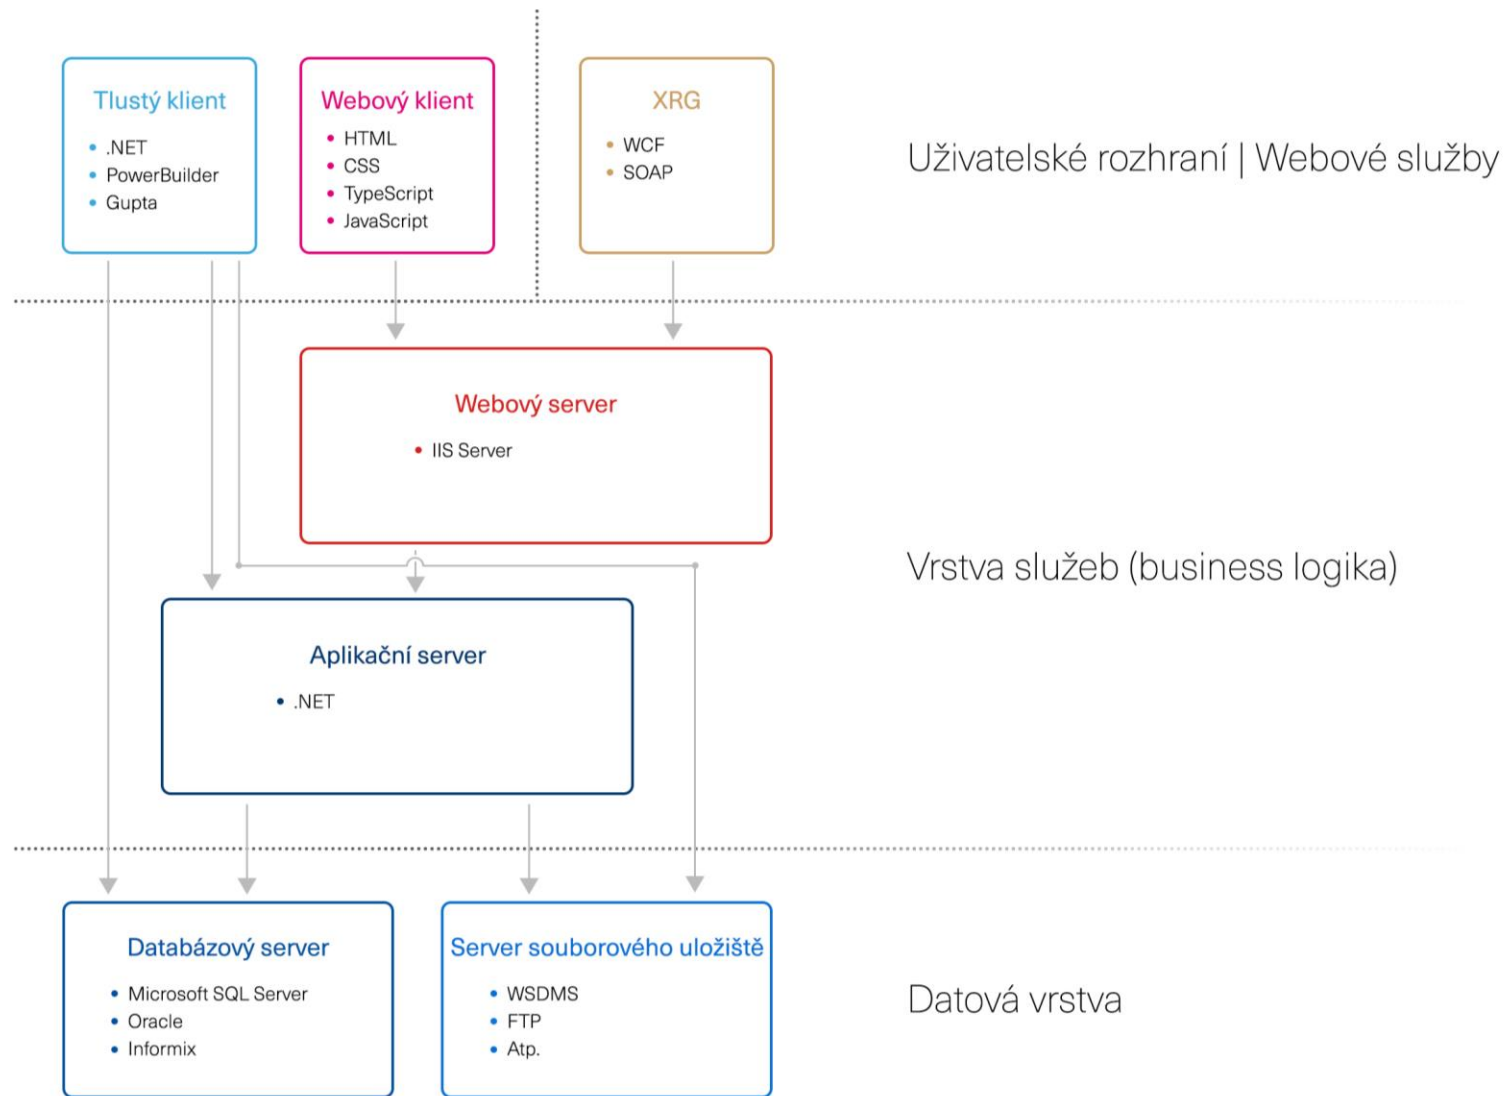 Tlustý klient
• .NET
• PowerBuilder
• Gupta
Webový klient
• HTML
• CSS
• TypeScript
• JavaScript
XRG
• WCF
• SOAP
Uživatelské rozhraní | Webové služby
Webový server
• IIS Server
Vrstva služeb (business logika)
Aplikační server
• .NET
Databázový server
• Microsoft SQL Server
• Oracle
• Informix
Server souborového uložiště
• WSDMS
• FTP
• Atp.
Datová vrstva